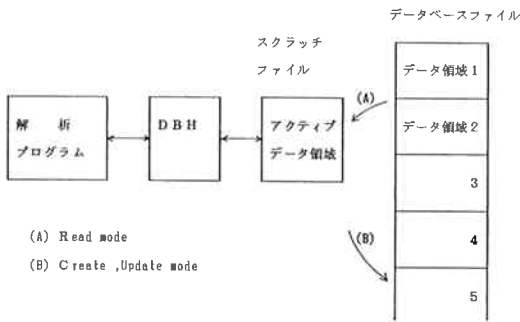 データベースファイル
スクラッチ
ファイル
データ領域1
(A)
解 析
プログラム
DBH
アクティブ
データ領域
データ領域2
3
(A) Read mode
(B)
4
(B) Create ,Update mode
5